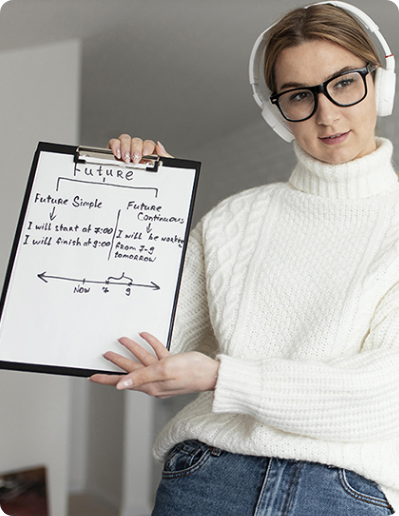 Future
Future Simple
I will start at 7:00
I will finish at 9:00
Future
Continuous
I will be working
from 7-9
tomorrow
Now 7 9